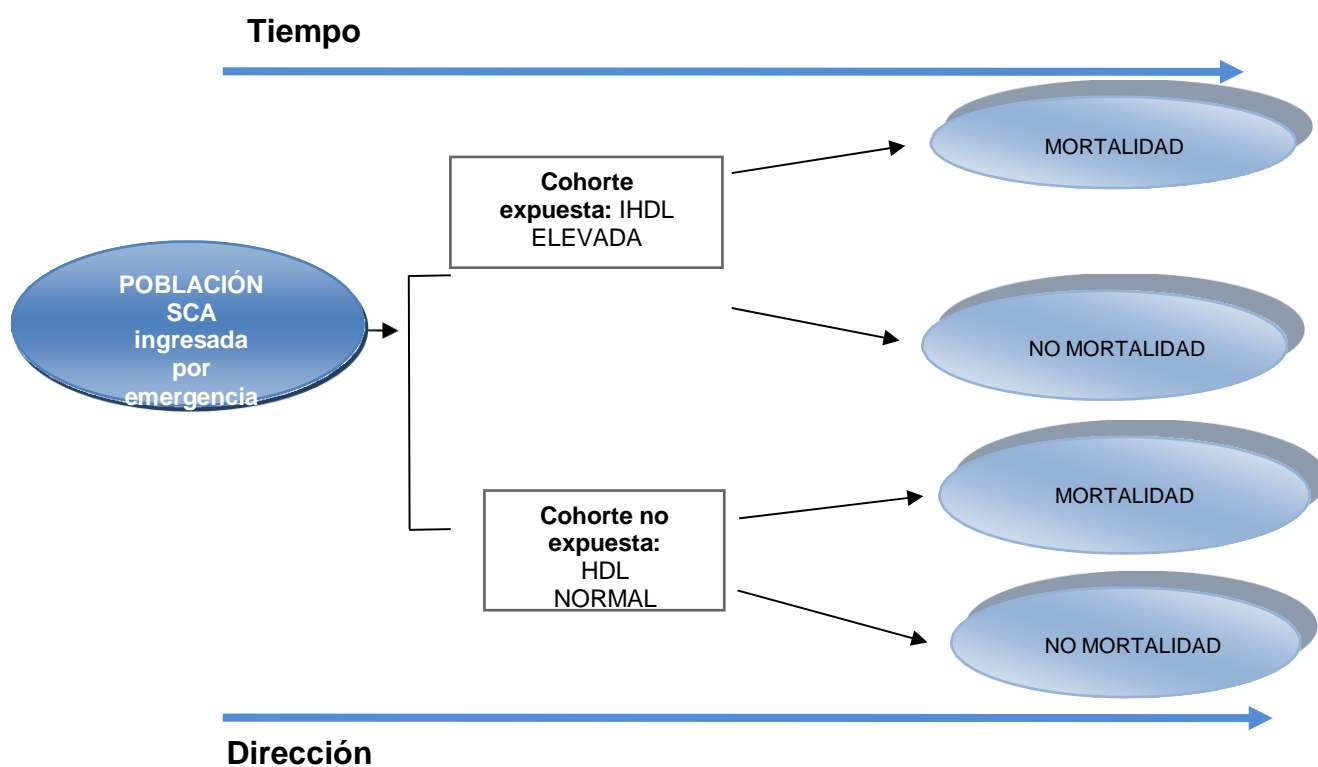 Tiempo
MORTALIDAD
Cohorte
expuesta: IHDL
ELEVADA
POBLACIÓN
SCA
ingresada
por
emergencia
NO MORTALIDAD
MORTALIDAD
Cohorte no
expuesta:
HDL
NORMAL
NO MORTALIDAD
Dirección